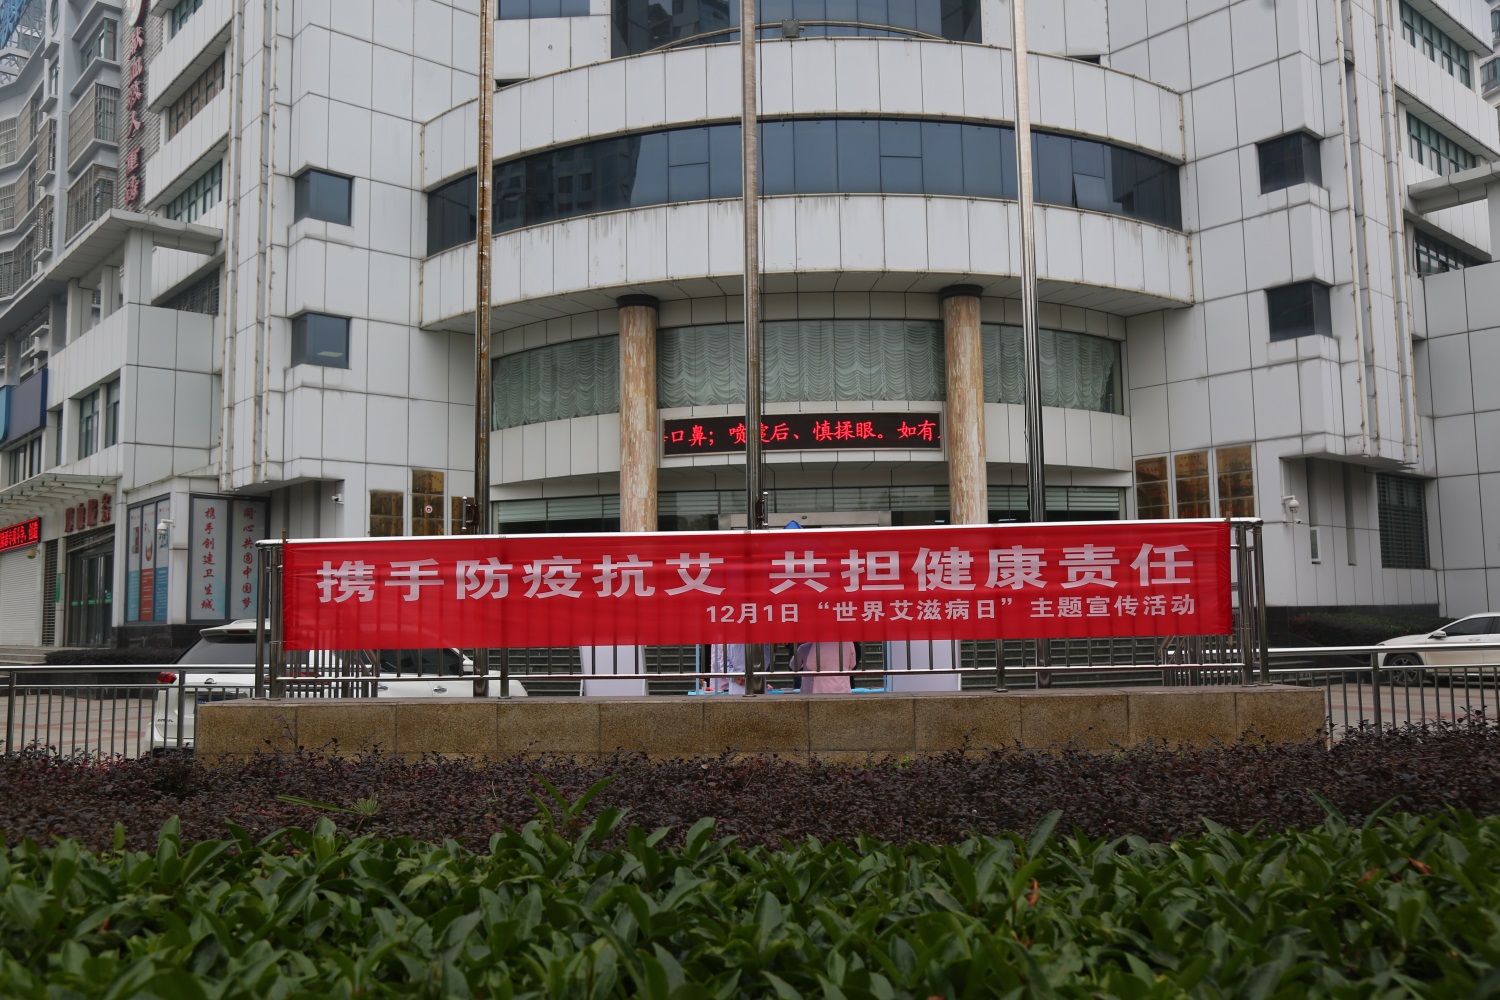 口鼻；喷嚏后、慎揉眼。如有
携手创建卫生城
同心共圆中国梦
携手防疫抗艾 共担健康责任
12月1日“世界艾滋病日”主题宣传活动